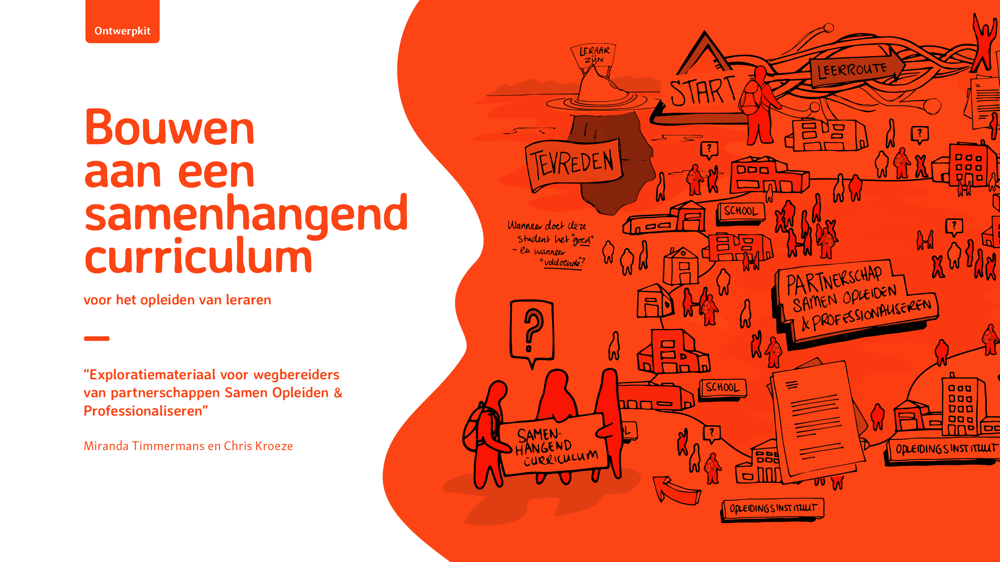 Ontwerpkit
Bouwen
aan een
samenhangend
curriculum
voor het opleiden van leraren
“Exploratiemateriaal voor wegbereiders
van partnerschappen Samen Opleiden &
Professionaliseren”
Miranda Timmermans en Chris Kroeze
LERAAR
ZIJN
START
LEERROUTE
TEVREDEN
?
?
SCHOOL
Wanneer doet deze
student het "goed"
- en wanneer
"voldoende"?
?
PARTNERSCHAP
SAMEN OPLEIDEN
& PROFESSIONALISEREN
?
SCHOOL
SAMEN-
HANGEND
CURRICULUM
L
?
OPLEIDINGSINSTITUUT
OPLEIDINGSINSTITUUT